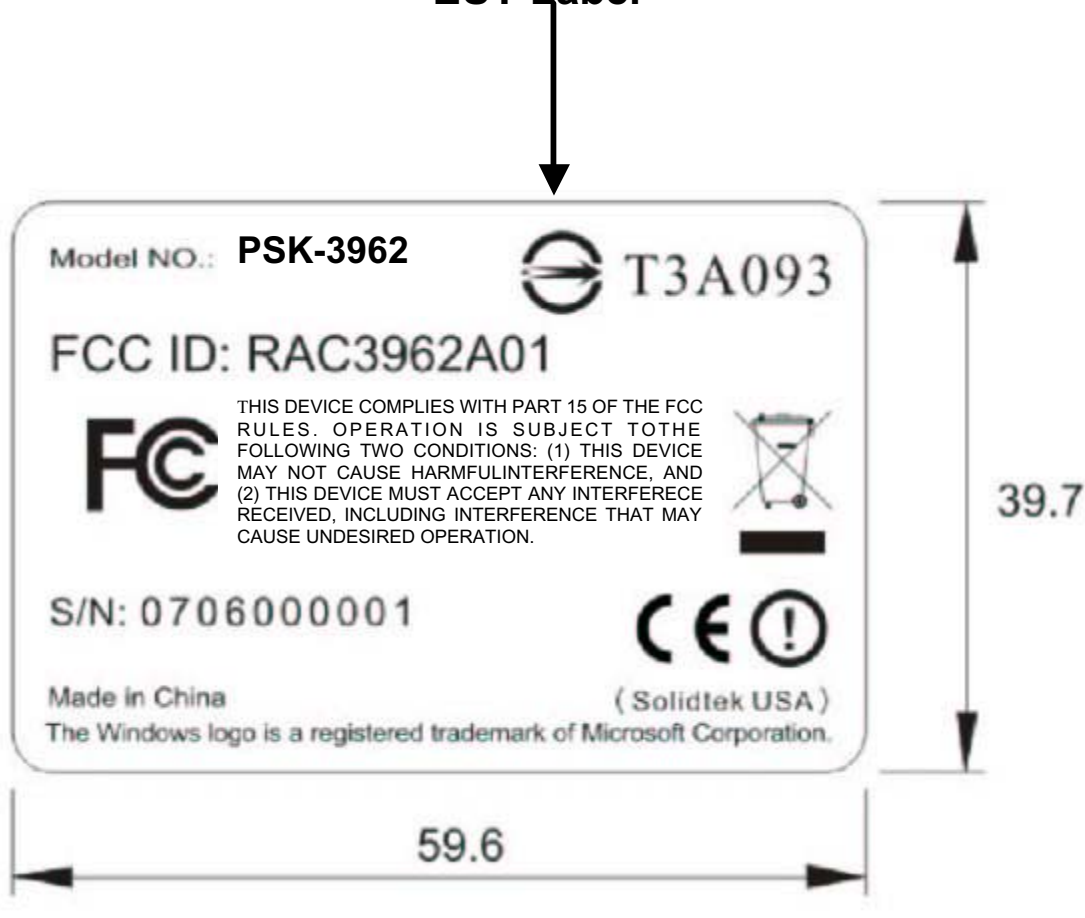 Label
Model NO.: PSK-3962 T3A093
FCC ID: RAC3962A01
FC
THIS DEVICE COMPLIES WITH PART 15 OF THE FCC
RULES. OPERATION IS SUBJECT TOTHE
FOLLOWING TWO CONDITIONS: (1) THIS DEVICE
MAY NOT CAUSE HARMFULINTERFERENCE, AND
(2) THIS DEVICE MUST ACCEPT ANY INTERFERECE
RECEIVED, INCLUDING INTERFERENCE THAT MAY
CAUSE UNDESIRED OPERATION.
39.7
S/N: 0706000001
CE !
Made in China (Solidtek USA)
The Windows logo is a registered trademark of Microsoft Corporation.
59.6